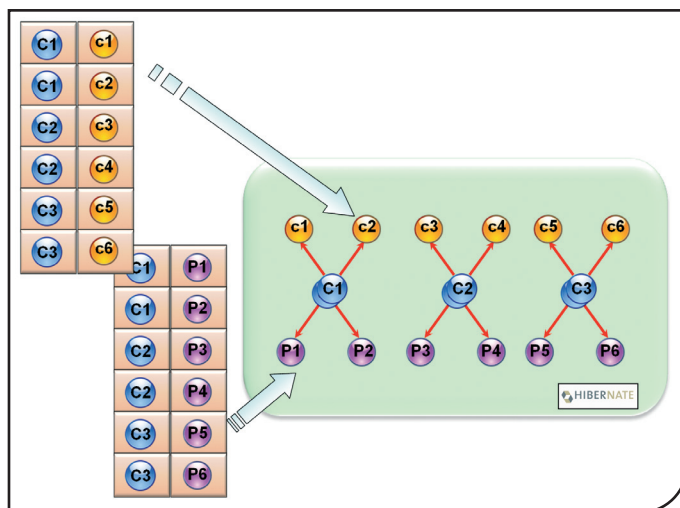 C1 c1
C1 c2
C2 c3
C2 c4
C3 c5
C3 c6
C1 P1
C1 P2
C2 P3
C2 P4
C3 P5
C3 P6
c1 c2 c3 c4 c5 c6
C1 C2 C3
P1 P2 P3 P4 P5 P6
HIBERNATE